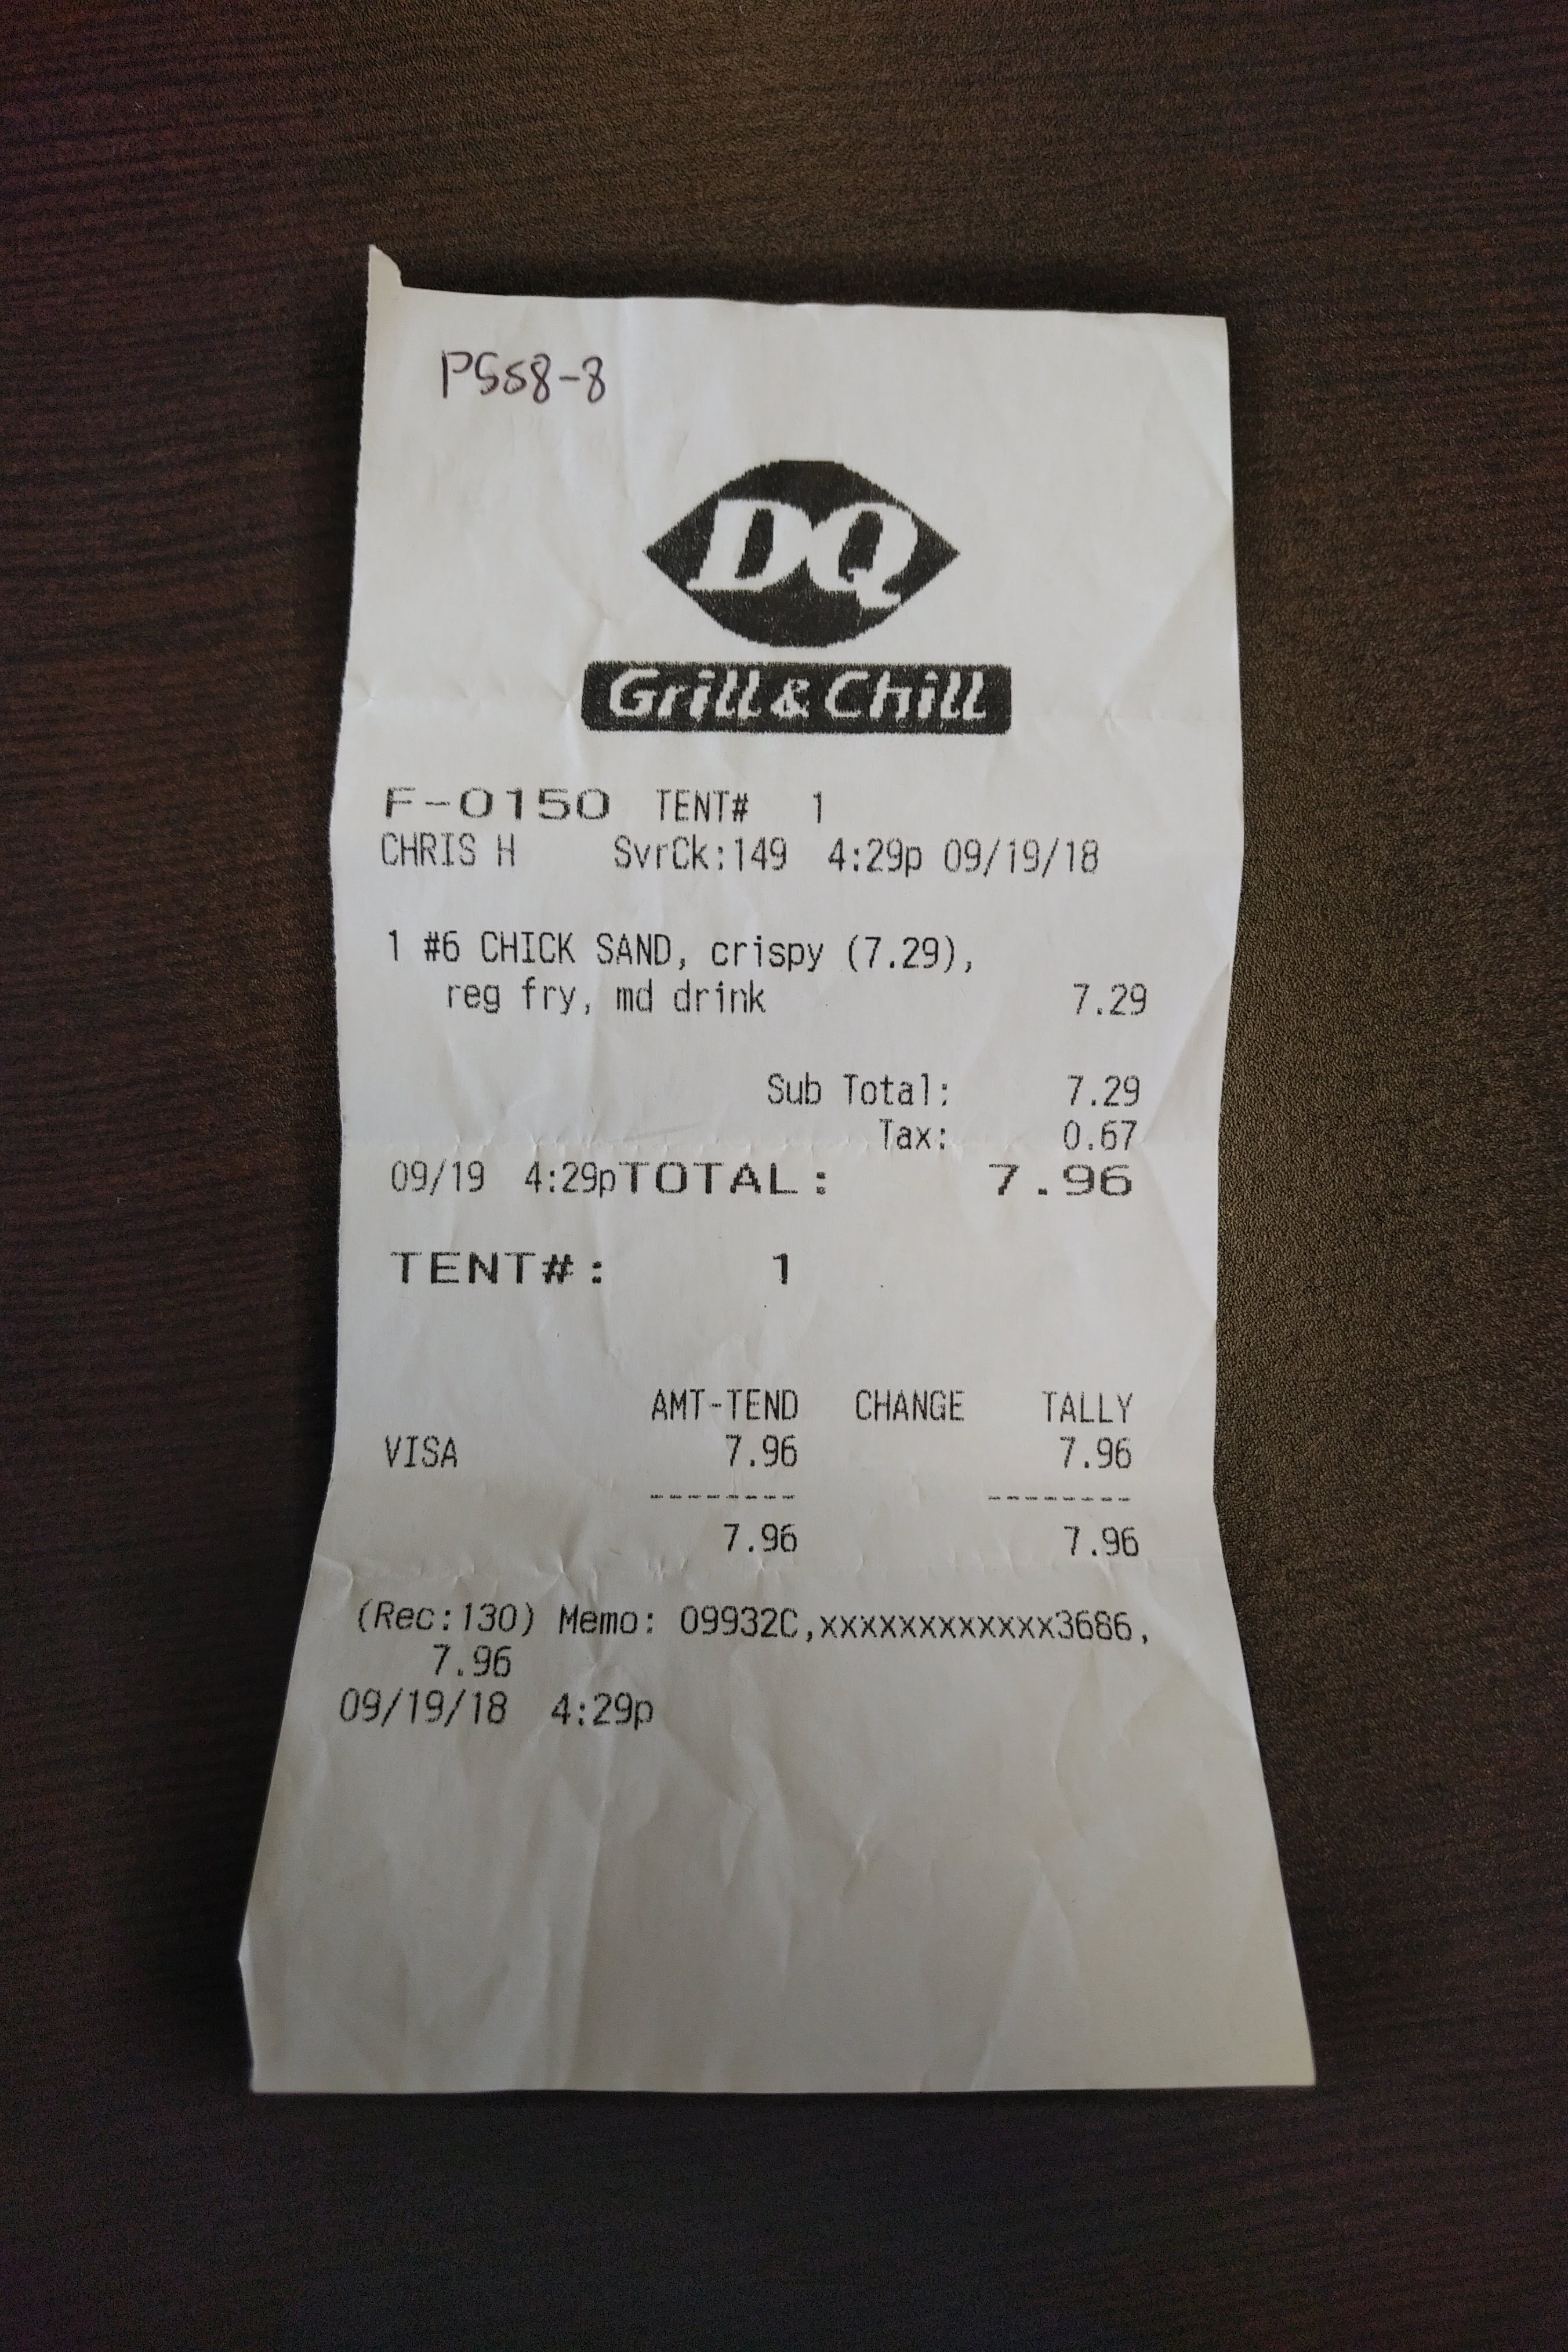 PSS8-8
DQ
Grill & Chill
F-0150 TENT# 1
CHRIS H SvrCk:149 4:29p 09/19/18
1 #6 CHICK SAND, crispy (7.29),
reg fry, md drink 7.29
Sub Total: 7.29
Tax: 0.67
09/19 4:29pTOTAL: 7.96
TENT#: 1
AMT-TEND CHANGE TALLY
VISA 7.96 7.96
-------- --------
7.96 7.96
(Rec:130) Memo: 09932C,xxxxxxxxxxxx3686,
7.96
09/19/18 4:29p